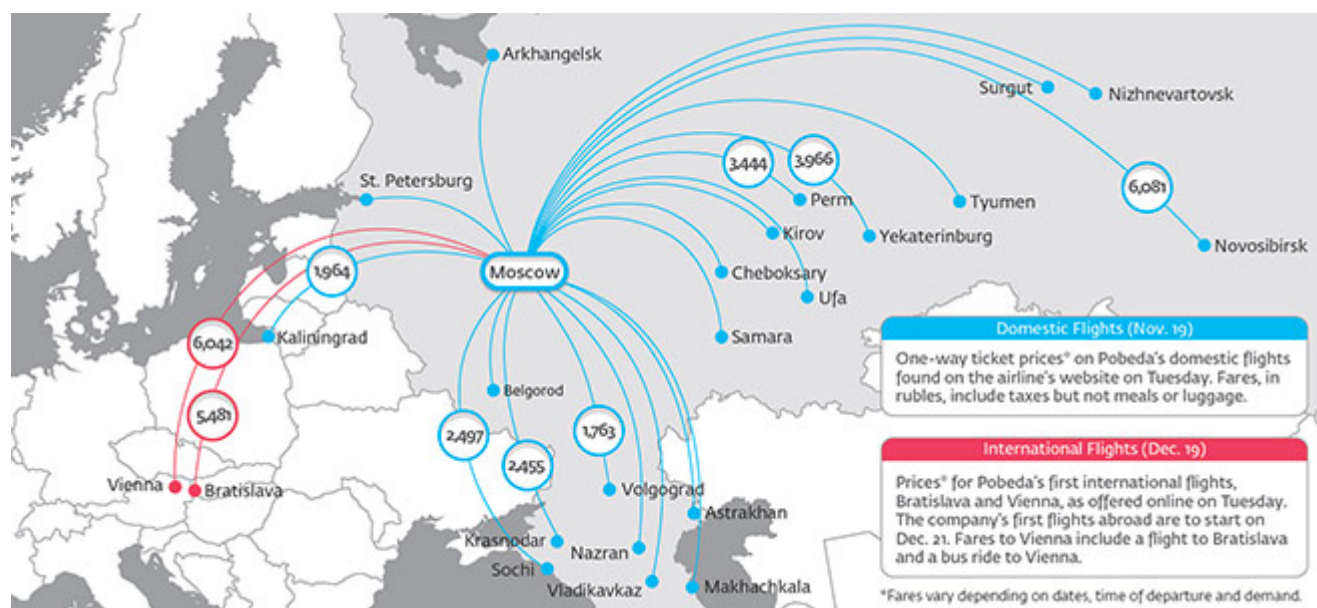 Arkhangelsk
Surgut
Nizhnevartovsk
3,444
3,966
St. Petersburg
6,081
Perm
Tyumen
Kirov
Yekaterinburg
Novosibirsk
Moscow
1,964
Cheboksary
Ufa
Kaliningrad
Samara
6,042
Belgorod
5,481
2,497
1,763
2,455
Vienna
Bratislava
Volgograd
Astrakhan
Krasnodar
Nazran
Sochi
Vladikavkaz
Makhachkala
Domestic Flights (Nov. 19)
One-way ticket prices* on Pobeda's domestic flights
found on the airline's website on Tuesday. Fares, in
rubles, include taxes but not meals or luggage.
International Flights (Dec. 19)
Prices* for Pobeda's first international flights,
Bratislava and Vienna, as offered online on Tuesday.
The company's first flights abroad are to start on
Dec. 21. Fares to Vienna include a flight to Bratislava
and a bus ride to Vienna.
*Fares vary depending on dates, time of departure and demand.